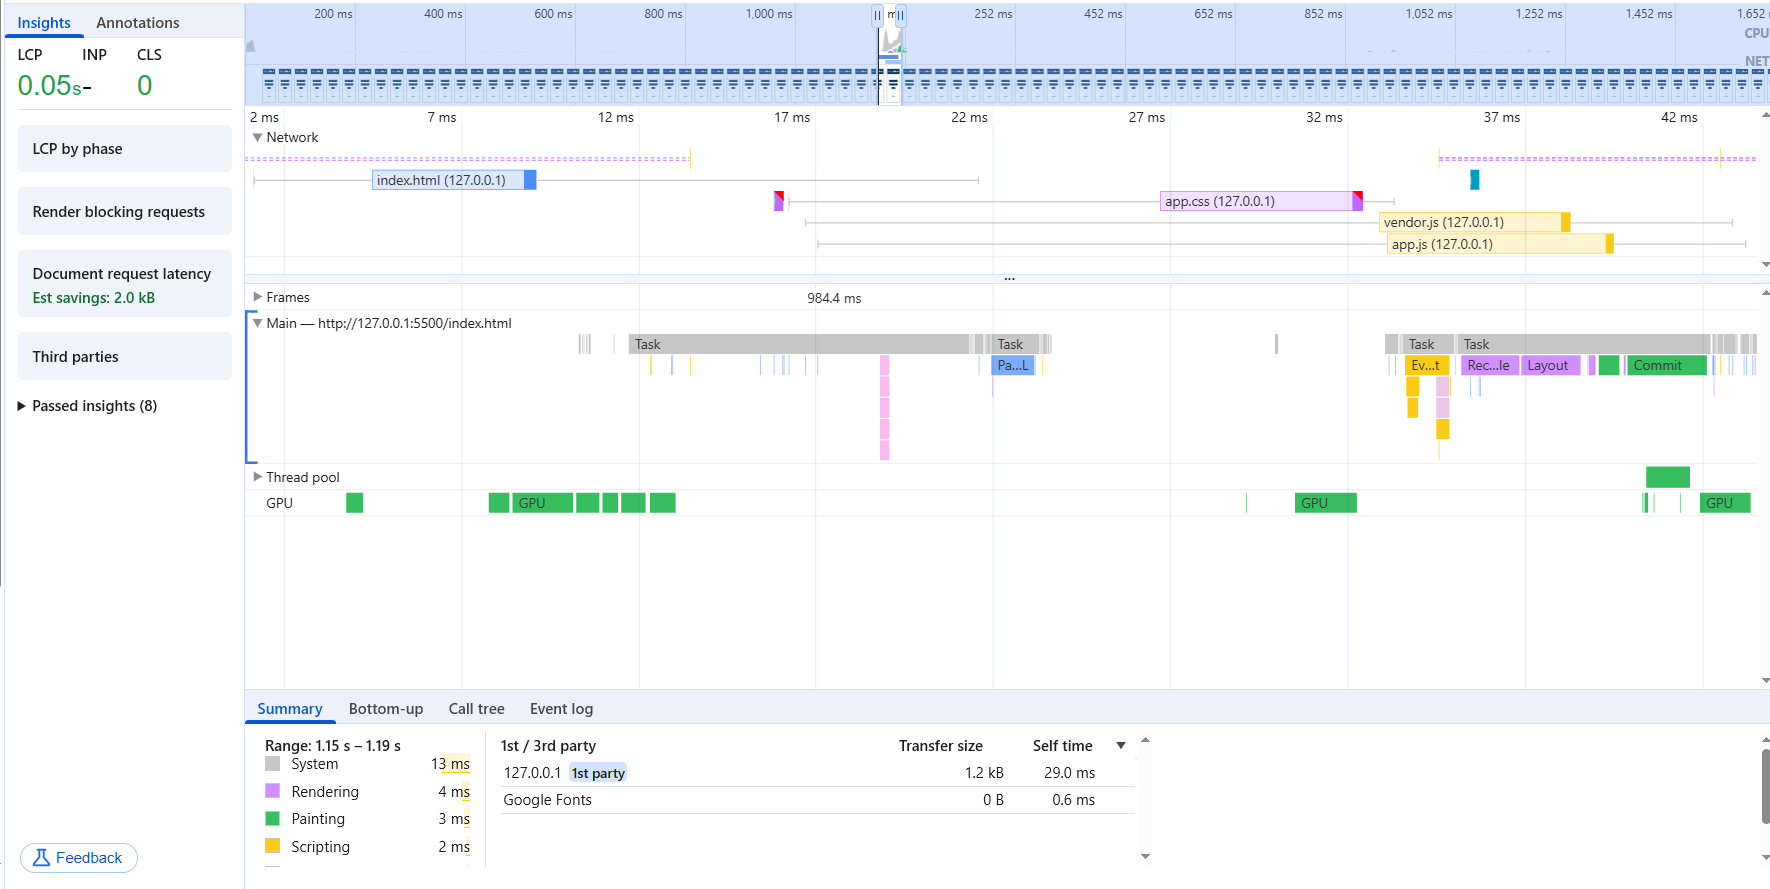 Insights Annotations
LCP INP CLS
0.05s - 0
LCP by phase
Render blocking requests
Document request latency
Est savings: 2.0 kB
Third parties
Passed insights (8)
Feedback
200 ms 400 ms 600 ms 800 ms 1,000 ms 252 ms 452 ms 652 ms 852 ms 1,052 ms 1,252 ms 1,452 ms 1,652
CPU
NET
2 ms 7 ms 12 ms 17 ms 22 ms 27 ms 32 ms 37 ms 42 ms
Network
index.html (127.0.0.1)
app.css (127.0.0.1)
vendor.js (127.0.0.1)
app.js (127.0.0.1)
...
Frames 984.4 ms
Main — http://127.0.0.1:5500/index.html
Task Task Task Task
Pa...L Ev...t Rec...le Layout Commit
Thread pool
GPU GPU GPU GPU
Summary Bottom-up Call tree Event log
Range: 1.15 s – 1.19 s
System 13 ms
Rendering 4 ms
Painting 3 ms
Scripting 2 ms
1st / 3rd party Transfer size Self time
127.0.0.1 1st party 1.2 kB 29.0 ms
Google Fonts 0 B 0.6 ms